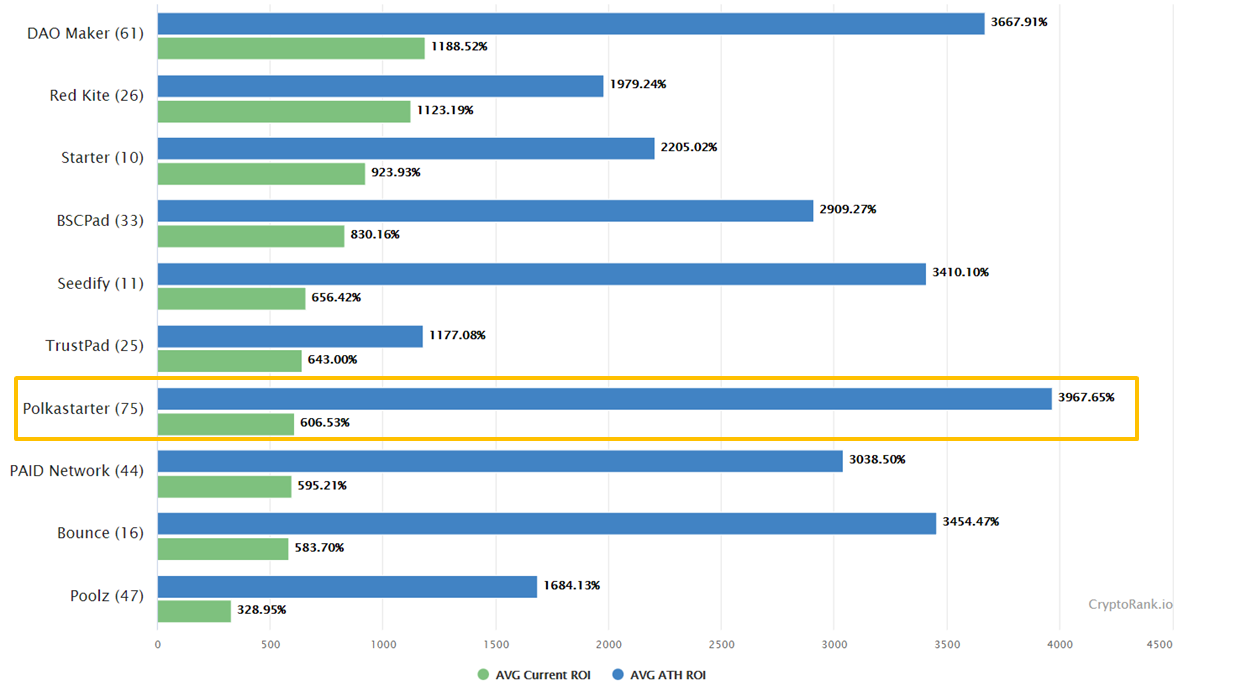 DAO Maker (61)
3667.91%
1188.52%
Red Kite (26)
1979.24%
1123.19%
Starter (10)
2205.02%
923.93%
BSCPad (33)
2909.27%
830.16%
Seedify (11)
3410.10%
656.42%
TrustPad (25)
1177.08%
643.00%
Polkastarter (75)
3967.65%
606.53%
PAID Network (44)
3038.50%
595.21%
Bounce (16)
3454.47%
583.70%
Poolz (47)
1684.13%
328.95%
CryptoRank.io
0 500 1000 1500 2000 2500 3000 3500 4000 4500
AVG Current ROI AVG ATH ROI